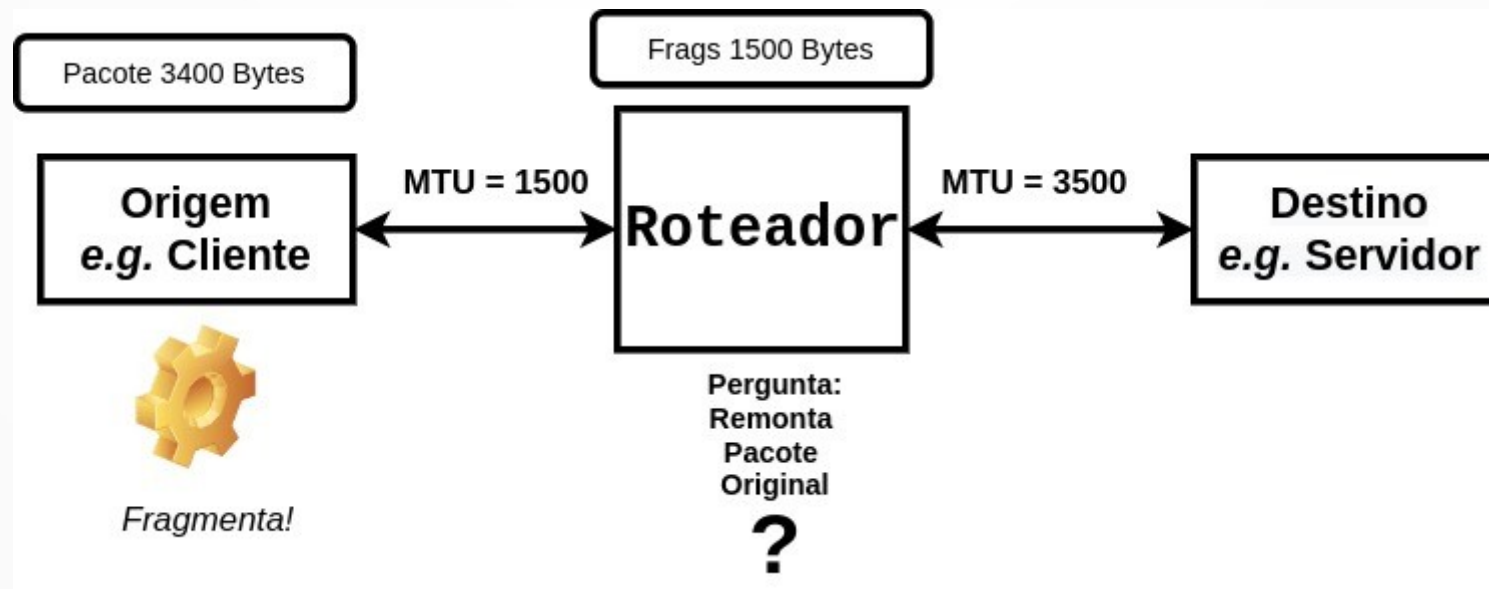 Pacote 3400 Bytes
Frags 1500 Bytes
Origem
e.g. Cliente
MTU = 1500
Roteador
MTU = 3500
Destino
e.g. Servidor
Fragmenta!
Pergunta:
Remonta
Pacote
Original
?